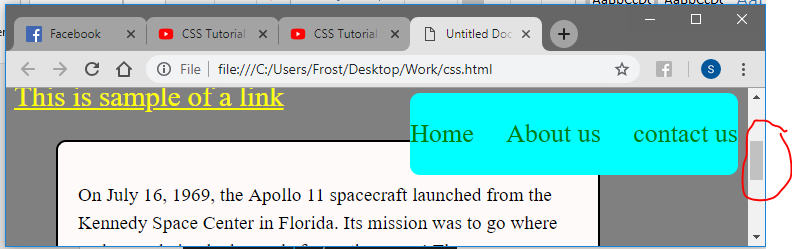 Facebook
CSS Tutorial
CSS Tutorial
Untitled Doc
File
file:///C:/Users/Frost/Desktop/Work/css.html
S
This is sample of a link
Home About us contact us
On July 16, 1969, the Apollo 11 spacecraft launched from the
Kennedy Space Center in Florida. Its mission was to go where